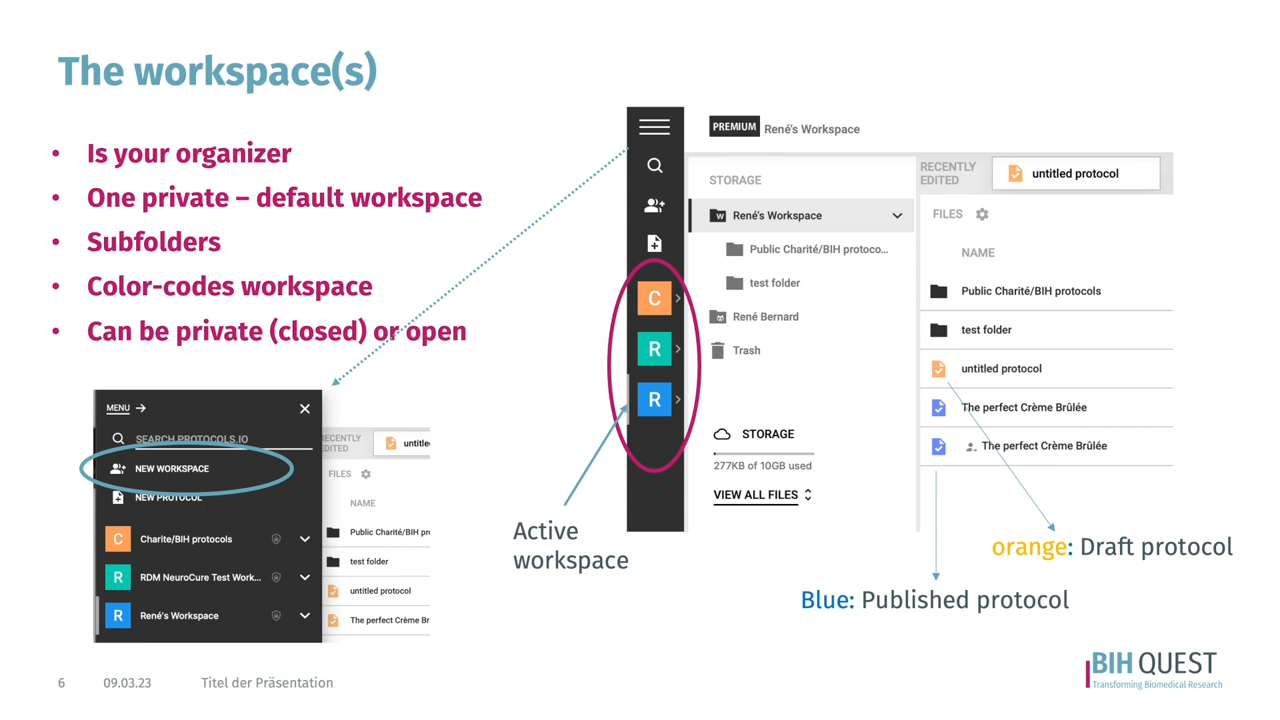 The workspace(s)
• Is your organizer
• One private – default workspace
• Subfolders
• Color-codes workspace
• Can be private (closed) or open
PREMIUM René's Workspace
STORAGE
René's Workspace
Public Charité/BIH protoco...
test folder
René Bernard
Trash
STORAGE
277KB of 10GB used
VIEW ALL FILES
C
R
R
RECENTLY
EDITED
untitled protocol
FILES
NAME
Public Charité/BIH protocols
test folder
untitled protocol
The perfect Crème Brûlée
The perfect Crème Brûlée
MENU
SEARCH PROTOCOLS.IO
NEW WORKSPACE
NEW PROTOCOL
C Charite/BIH protocols
R RDM NeuroCure Test Work...
R René's Workspace
RECENTLY
EDITED
untitle
FILES
NAME
Public Charité/BIH pro
test folder
untitled protocol
The perfect Crème Br
Active
workspace
orange: Draft protocol
Blue: Published protocol
6 09.03.23 Titel der Präsentation
BIH QUEST
Transforming Biomedical Research